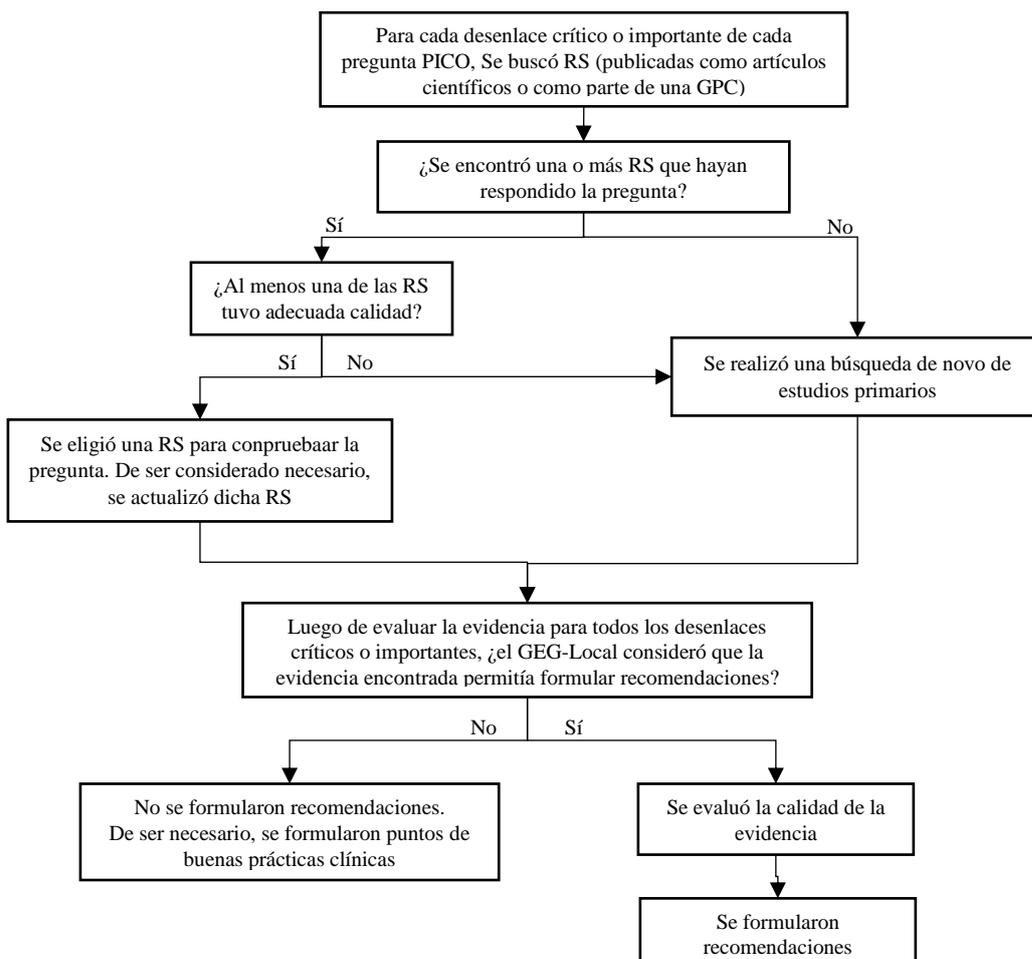 Para cada desenlace crítico o importante de cada
pregunta PICO, Se buscó RS (publicadas como artículos
científicos o como parte de una GPC)
¿Se encontró una o más RS que hayan
respondido la pregunta?
Sí
No
¿Al menos una de las RS
tuvo adecuada calidad?
Sí
No
Se realizó una búsqueda de novo de
estudios primarios
Se eligió una RS para conpruebaar la
pregunta. De ser considerado necesario,
se actualizó dicha RS
Luego de evaluar la evidencia para todos los desenlaces
críticos o importantes, ¿el GEG-Local consideró que la
evidencia encontrada permitía formular recomendaciones?
No
Sí
No se formularon recomendaciones.
De ser necesario, se formularon puntos de
buenas prácticas clínicas
Se evaluó la calidad de la
evidencia
Se formularon
recomendaciones